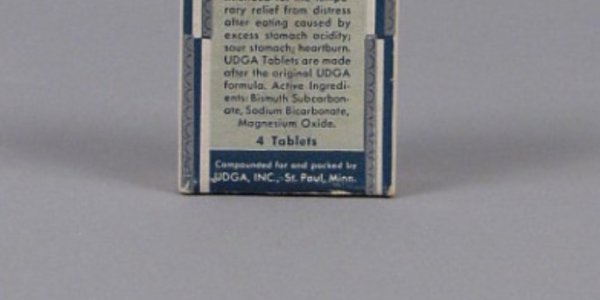 rary relief from distress
after eating caused by
excess stomach acidity;
sour stomach; heartburn.
UDGA Tablets are made
after the original UDGA
formula. Active Ingredi-
ents: Bismuth Subcarbon-
ate, Sodium Bicarbonate,
Magnesium Oxide.
4 Tablets
Compounded for and packed by
UDGA, INC., St. Paul, Minn.